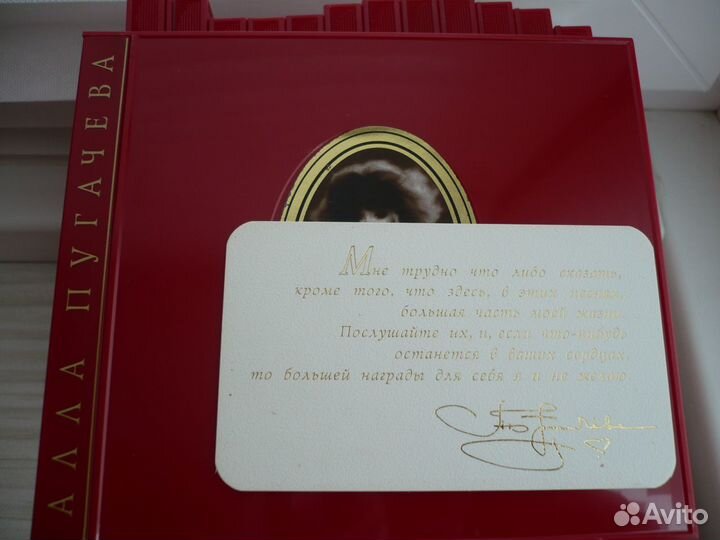 АЛЛА ПУГАЧЕВА
Мне трудно что либо сказать,
кроме того, что здесь, в этих песнях,
большая часть моей жизни.
Послушайте их, и, если что-нибудь
останется в ваших сердцах,
то большей награды для себя я и не желаю.
Avito